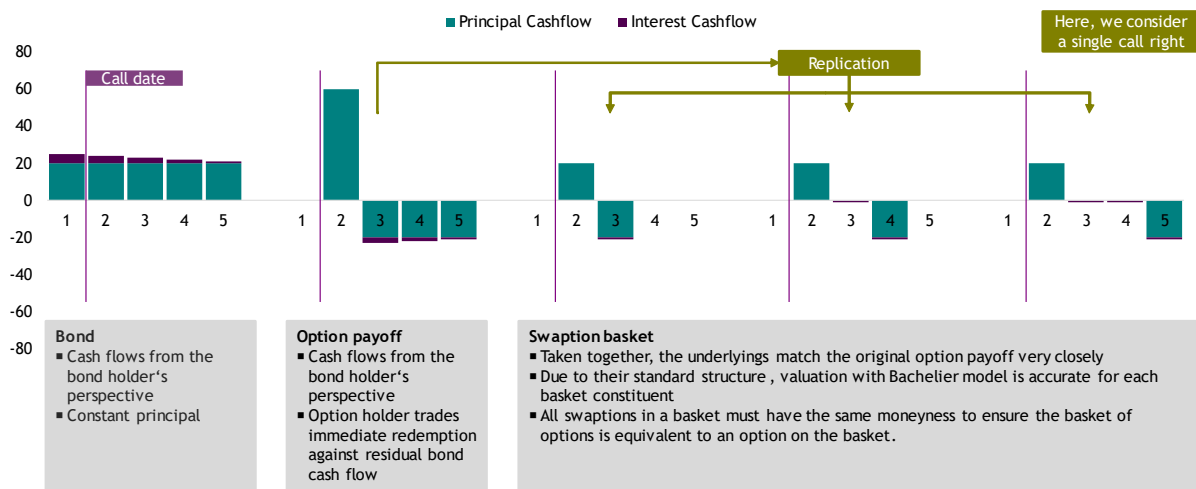 Principal Cashflow
Interest Cashflow
Here, we consider
a single call right
80
60
40
20
0
-20
-40
-60
-80
Call date
Replication
1 2 3 4 5
1 2 3 4 5
1 2 3 4 5
1 2 3 4 5
1 2 3 4 5
Bond
▪ Cash flows from the
bond holder‘s
perspective
▪ Constant principal
Option payoff
▪ Cash flows from the
bond holder‘s
perspective
▪ Option holder trades
immediate redemption
against residual bond
cash flow
Swaption basket
▪ Taken together, the underlyings match the original option payoff very closely
▪ Due to their standard structure , valuation with Bachelier model is accurate for each
basket constituent
▪ All swaptions in a basket must have the same moneyness to ensure the basket of
options is equivalent to an option on the basket.